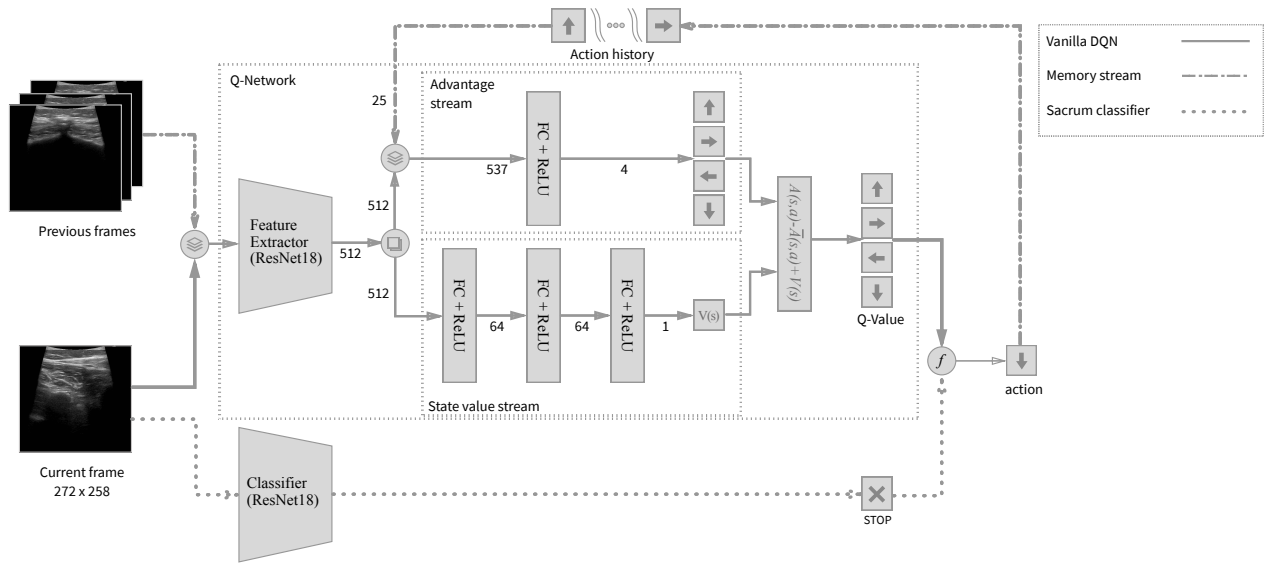 Action history
Vanilla DQN
Memory stream
Sacrum classifier
Q-Network
Advantage
stream
25
FC + ReLU
537
4
Previous frames
Feature
Extractor
(ResNet18)
512
512
512
A(s,a)-A̅(s,a)+V(s)
FC + ReLU
64
FC + ReLU
64
FC + ReLU
1
V(s)
Q-Value
f
action
State value stream
Current frame
272 x 258
Classifier
(ResNet18)
STOP